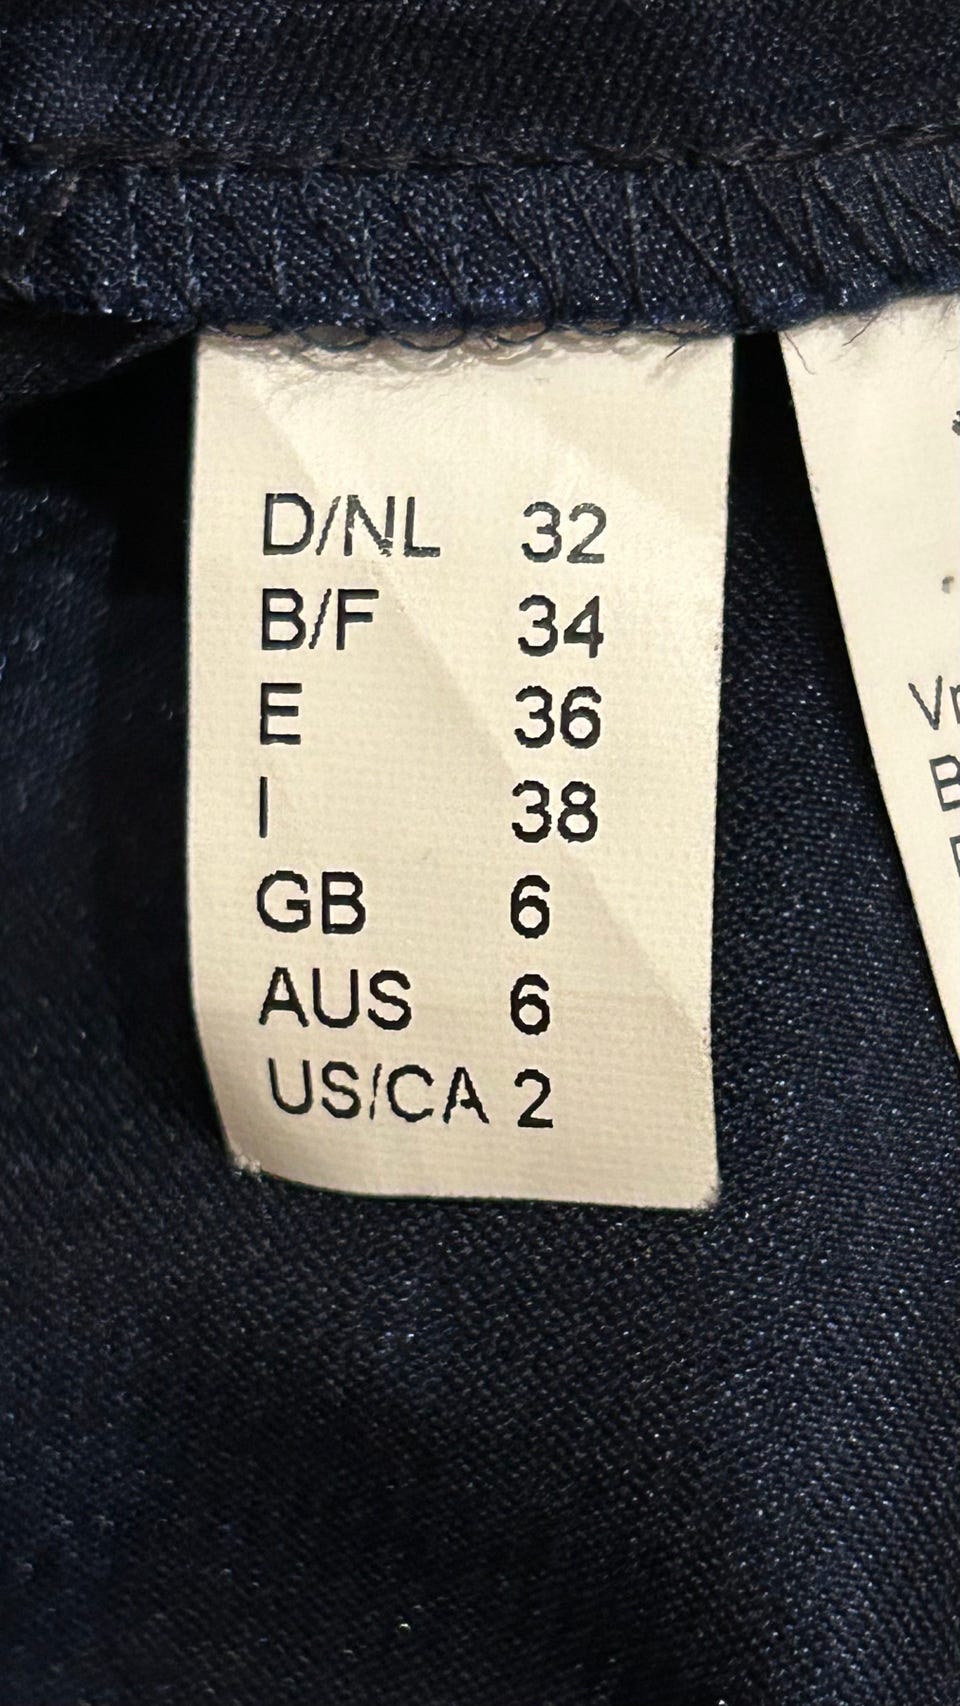 D/NL 32
B/F 34
E 36
I 38
GB 6
AUS 6
US/CA 2